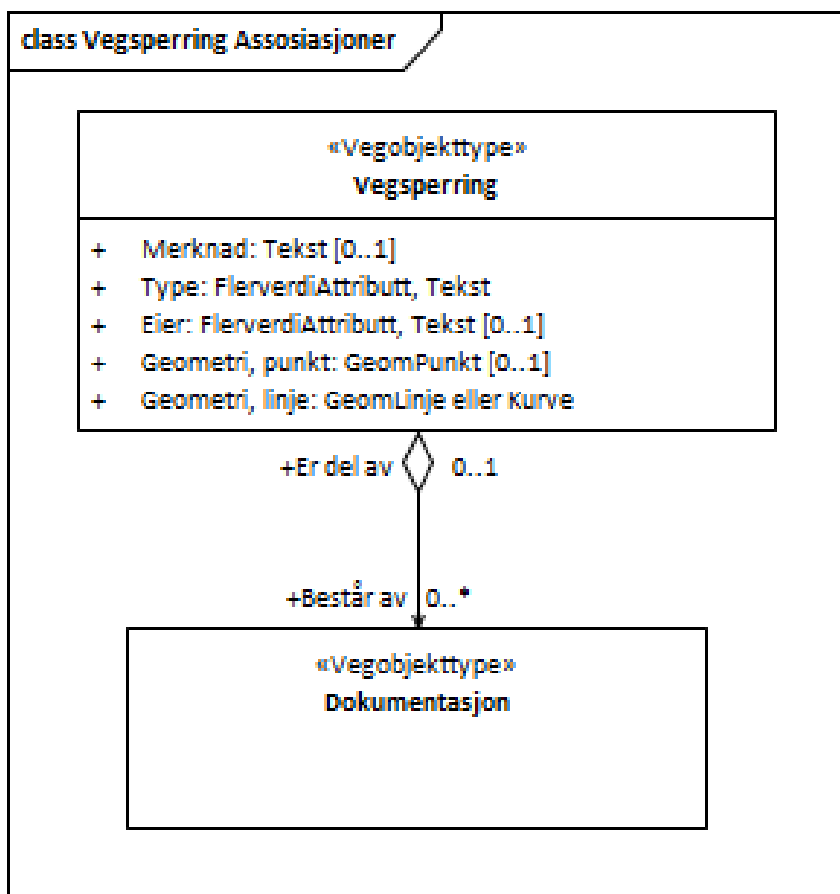 class Vegsperring Assosiasjoner
«Vegobjekttype»
Vegsperring
+ Merknad: Tekst [0..1]
+ Type: FlerverdiAttributt, Tekst
+ Eier: FlerverdiAttributt, Tekst [0..1]
+ Geometri, punkt: GeomPunkt [0..1]
+ Geometri, linje: GeomLinje eller Kurve
+Er del av 0..1
+Består av 0..*
«Vegobjekttype»
Dokumentasjon